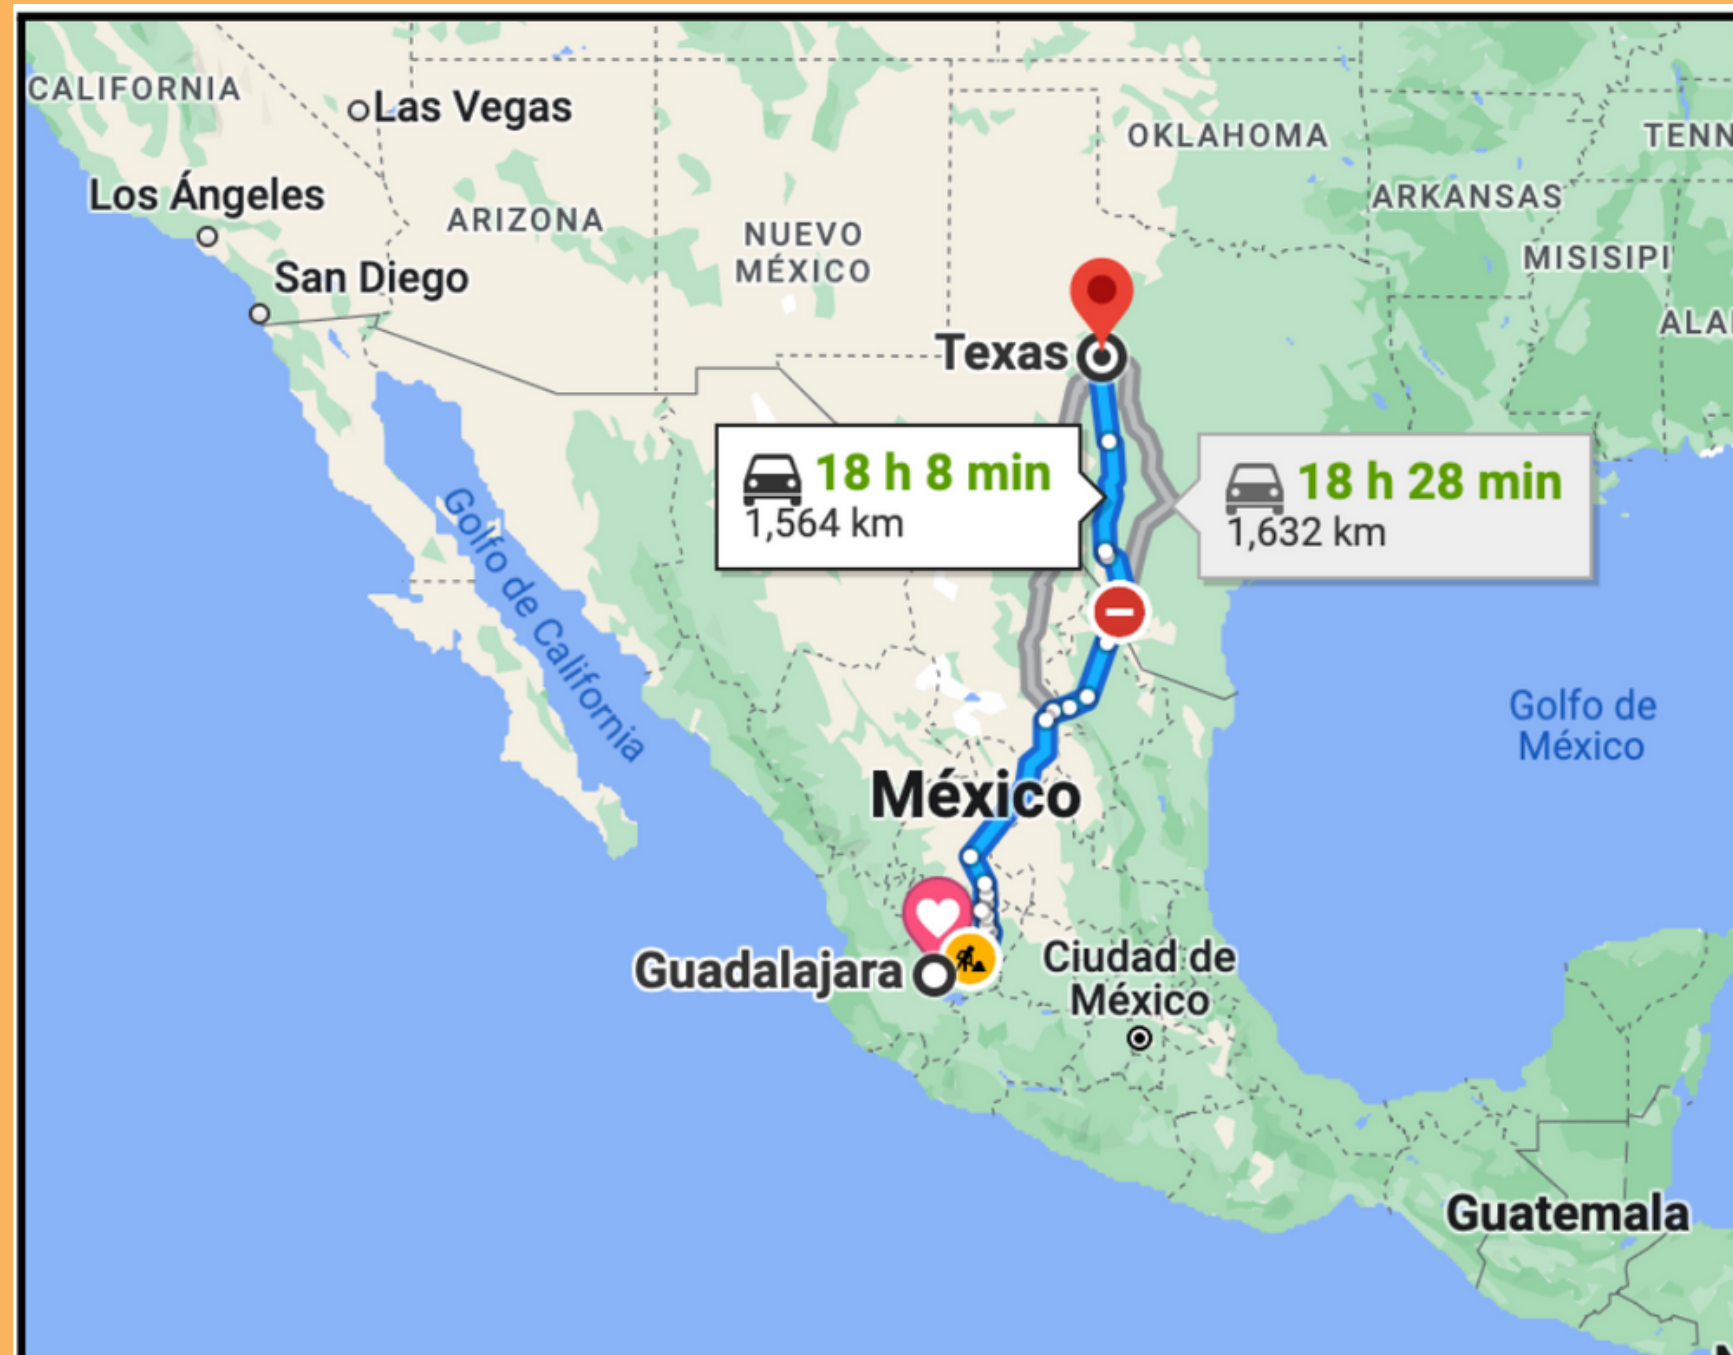 CALIFORNIA
Las Vegas
OKLAHOMA
TENN
Los Ángeles
ARIZONA
ARKANSAS
NUEVO
MÉXICO
MISISIPI
San Diego
ALA
Texas
18 h 8 min
1,564 km
18 h 28 min
1,632 km
Golfo de California
Golfo de
México
México
Guadalajara
Ciudad de
México
Guatemala